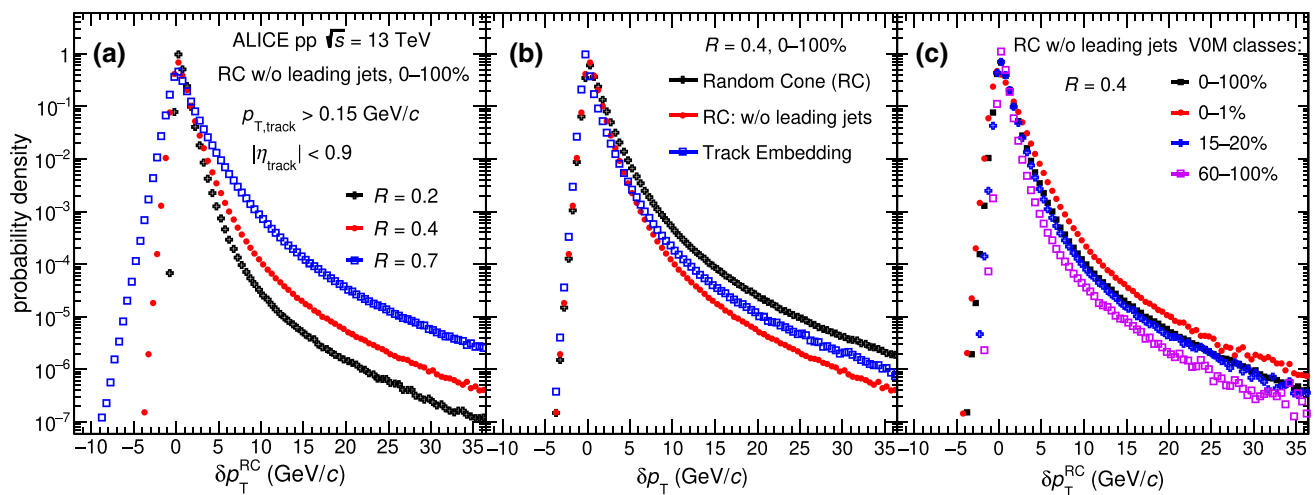 (a) ALICE pp √s = 13 TeV
RC w/o leading jets, 0–100%
p_T,track > 0.15 GeV/c
|η_track| < 0.9
R = 0.2
R = 0.4
R = 0.7
probability density
1
10⁻¹
10⁻²
10⁻³
10⁻⁴
10⁻⁵
10⁻⁶
10⁻⁷
−10 −5 0 5 10 15 20 25 30 35
δp_T^RC (GeV/c)
(b)
R = 0.4, 0–100%
Random Cone (RC)
RC: w/o leading jets
Track Embedding
−10 −5 0 5 10 15 20 25 30 35
δp_T (GeV/c)
(c) RC w/o leading jets V0M classes:
R = 0.4
0–100%
0–1%
15–20%
60–100%
−10 −5 0 5 10 15 20 25 30 35
δp_T^RC (GeV/c)